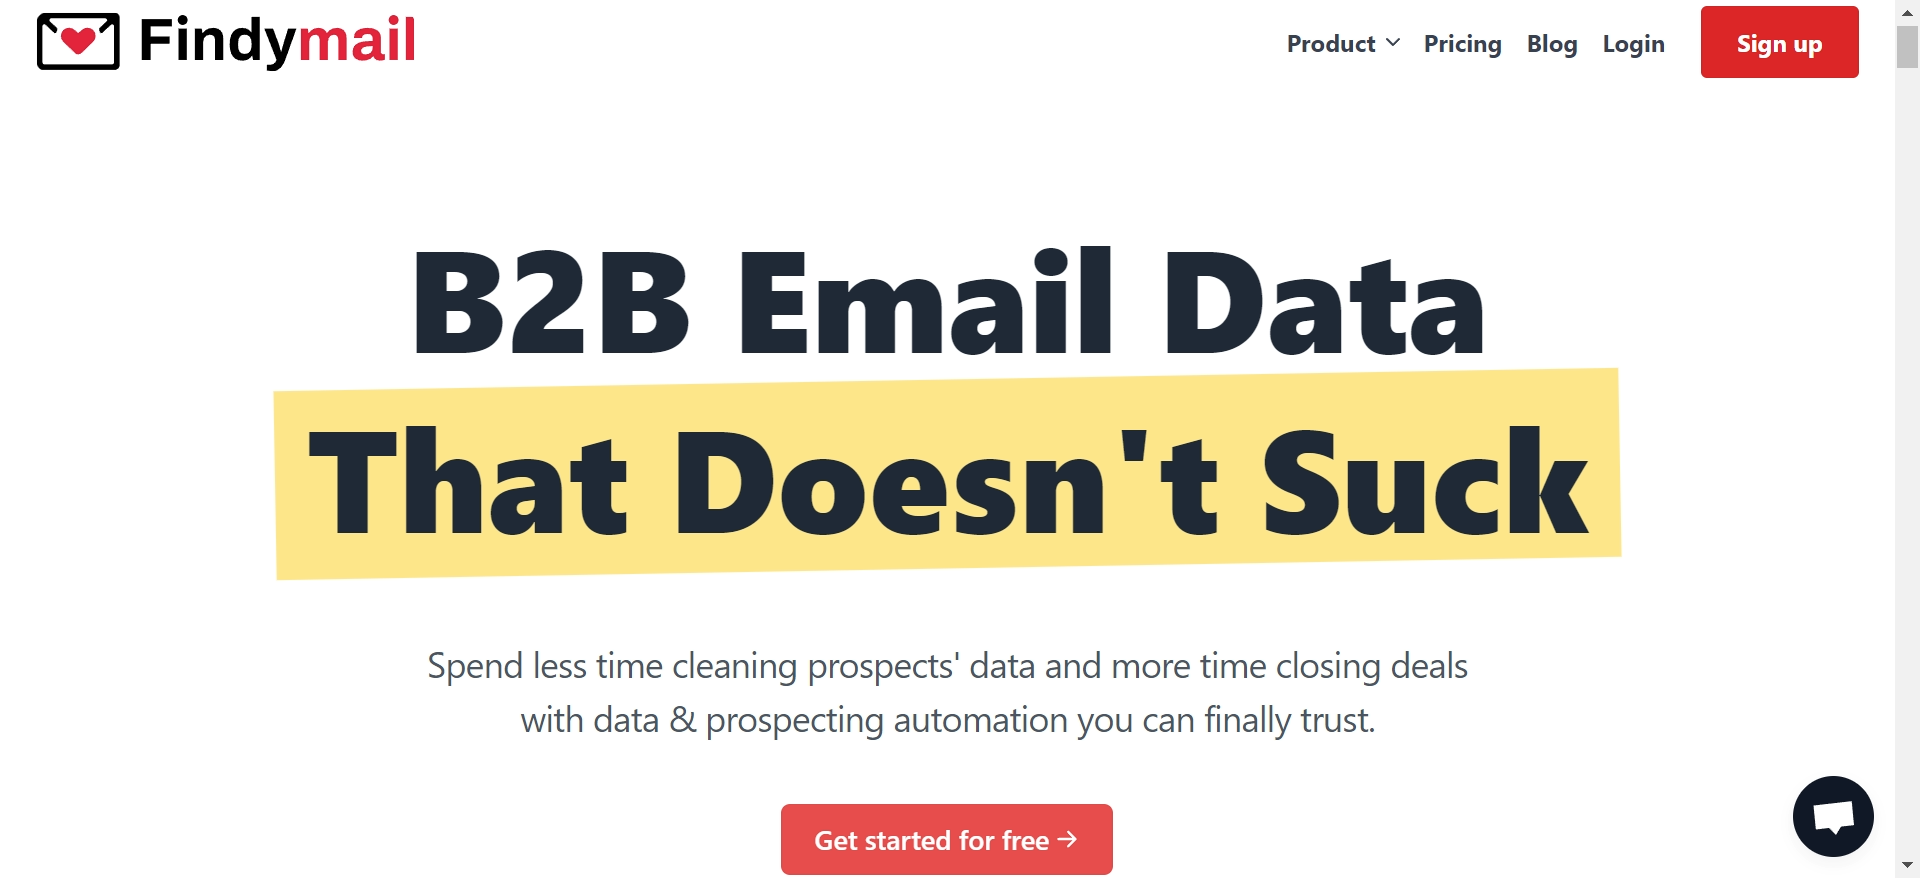 Findymail
Product Pricing Blog Login Sign up
B2B Email Data
That Doesn't Suck
Spend less time cleaning prospects' data and more time closing deals
with data & prospecting automation you can finally trust.
Get started for free →